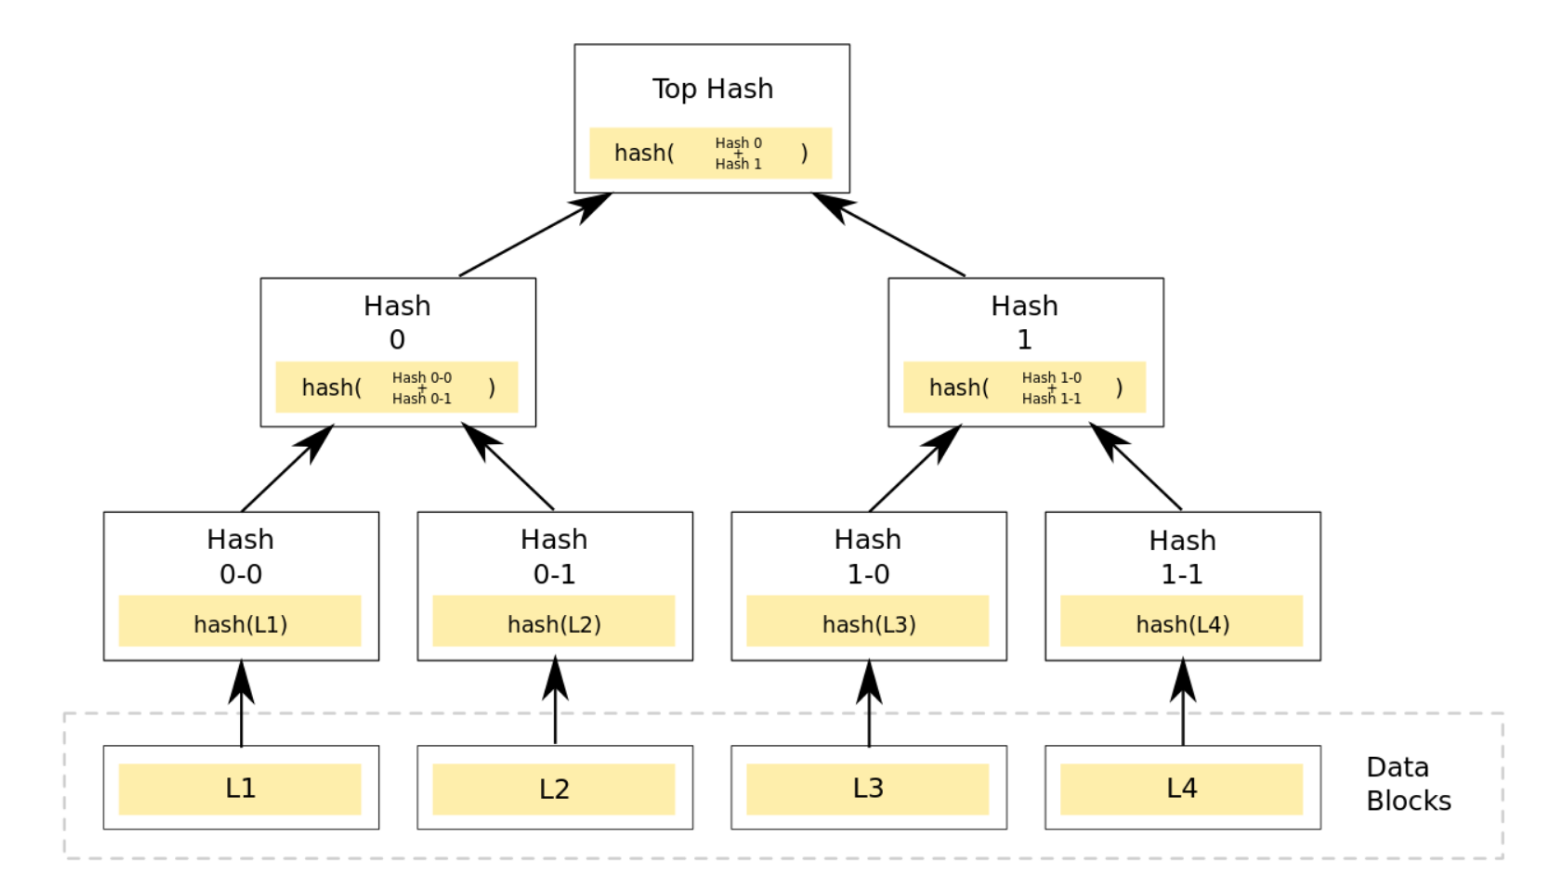 Top Hash
hash( Hash 0 + Hash 1 )
Hash
0
hash( Hash 0-0 + Hash 0-1 )
Hash
1
hash( Hash 1-0 + Hash 1-1 )
Hash
0-0
hash(L1)
Hash
0-1
hash(L2)
Hash
1-0
hash(L3)
Hash
1-1
hash(L4)
L1
L2
L3
L4
Data
Blocks